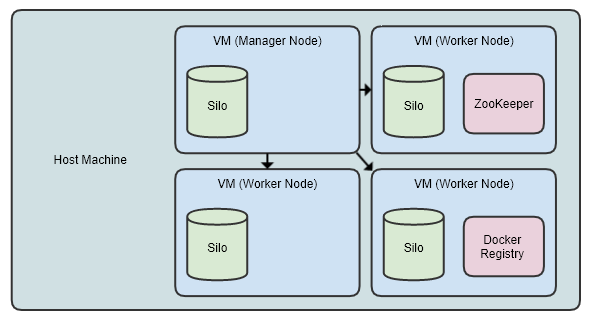 VM (Manager Node)
VM (Worker Node)
Silo
Silo
ZooKeeper
Host Machine
VM (Worker Node)
VM (Worker Node)
Silo
Silo
Docker
Registry